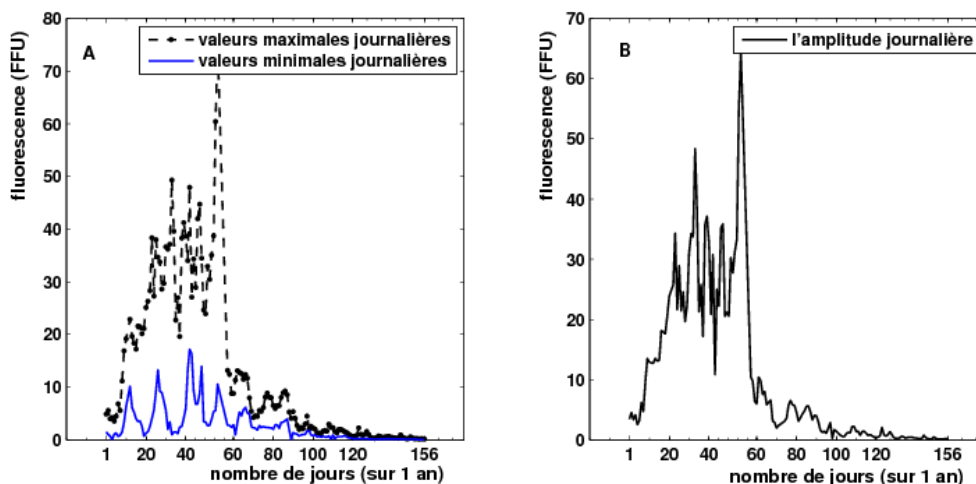 80
70
60
50
40
30
20
10
0
fluorescence (FFU)
A
valeurs maximales journalières
valeurs minimales journalières
1 20 40 60 80 100 120 156
nombre de jours (sur 1 an)
70
60
50
40
30
20
10
0
fluorescence (FFU)
B
l'amplitude journalière
1 20 40 60 80 100 120 156
nombre de jours (sur 1 an)